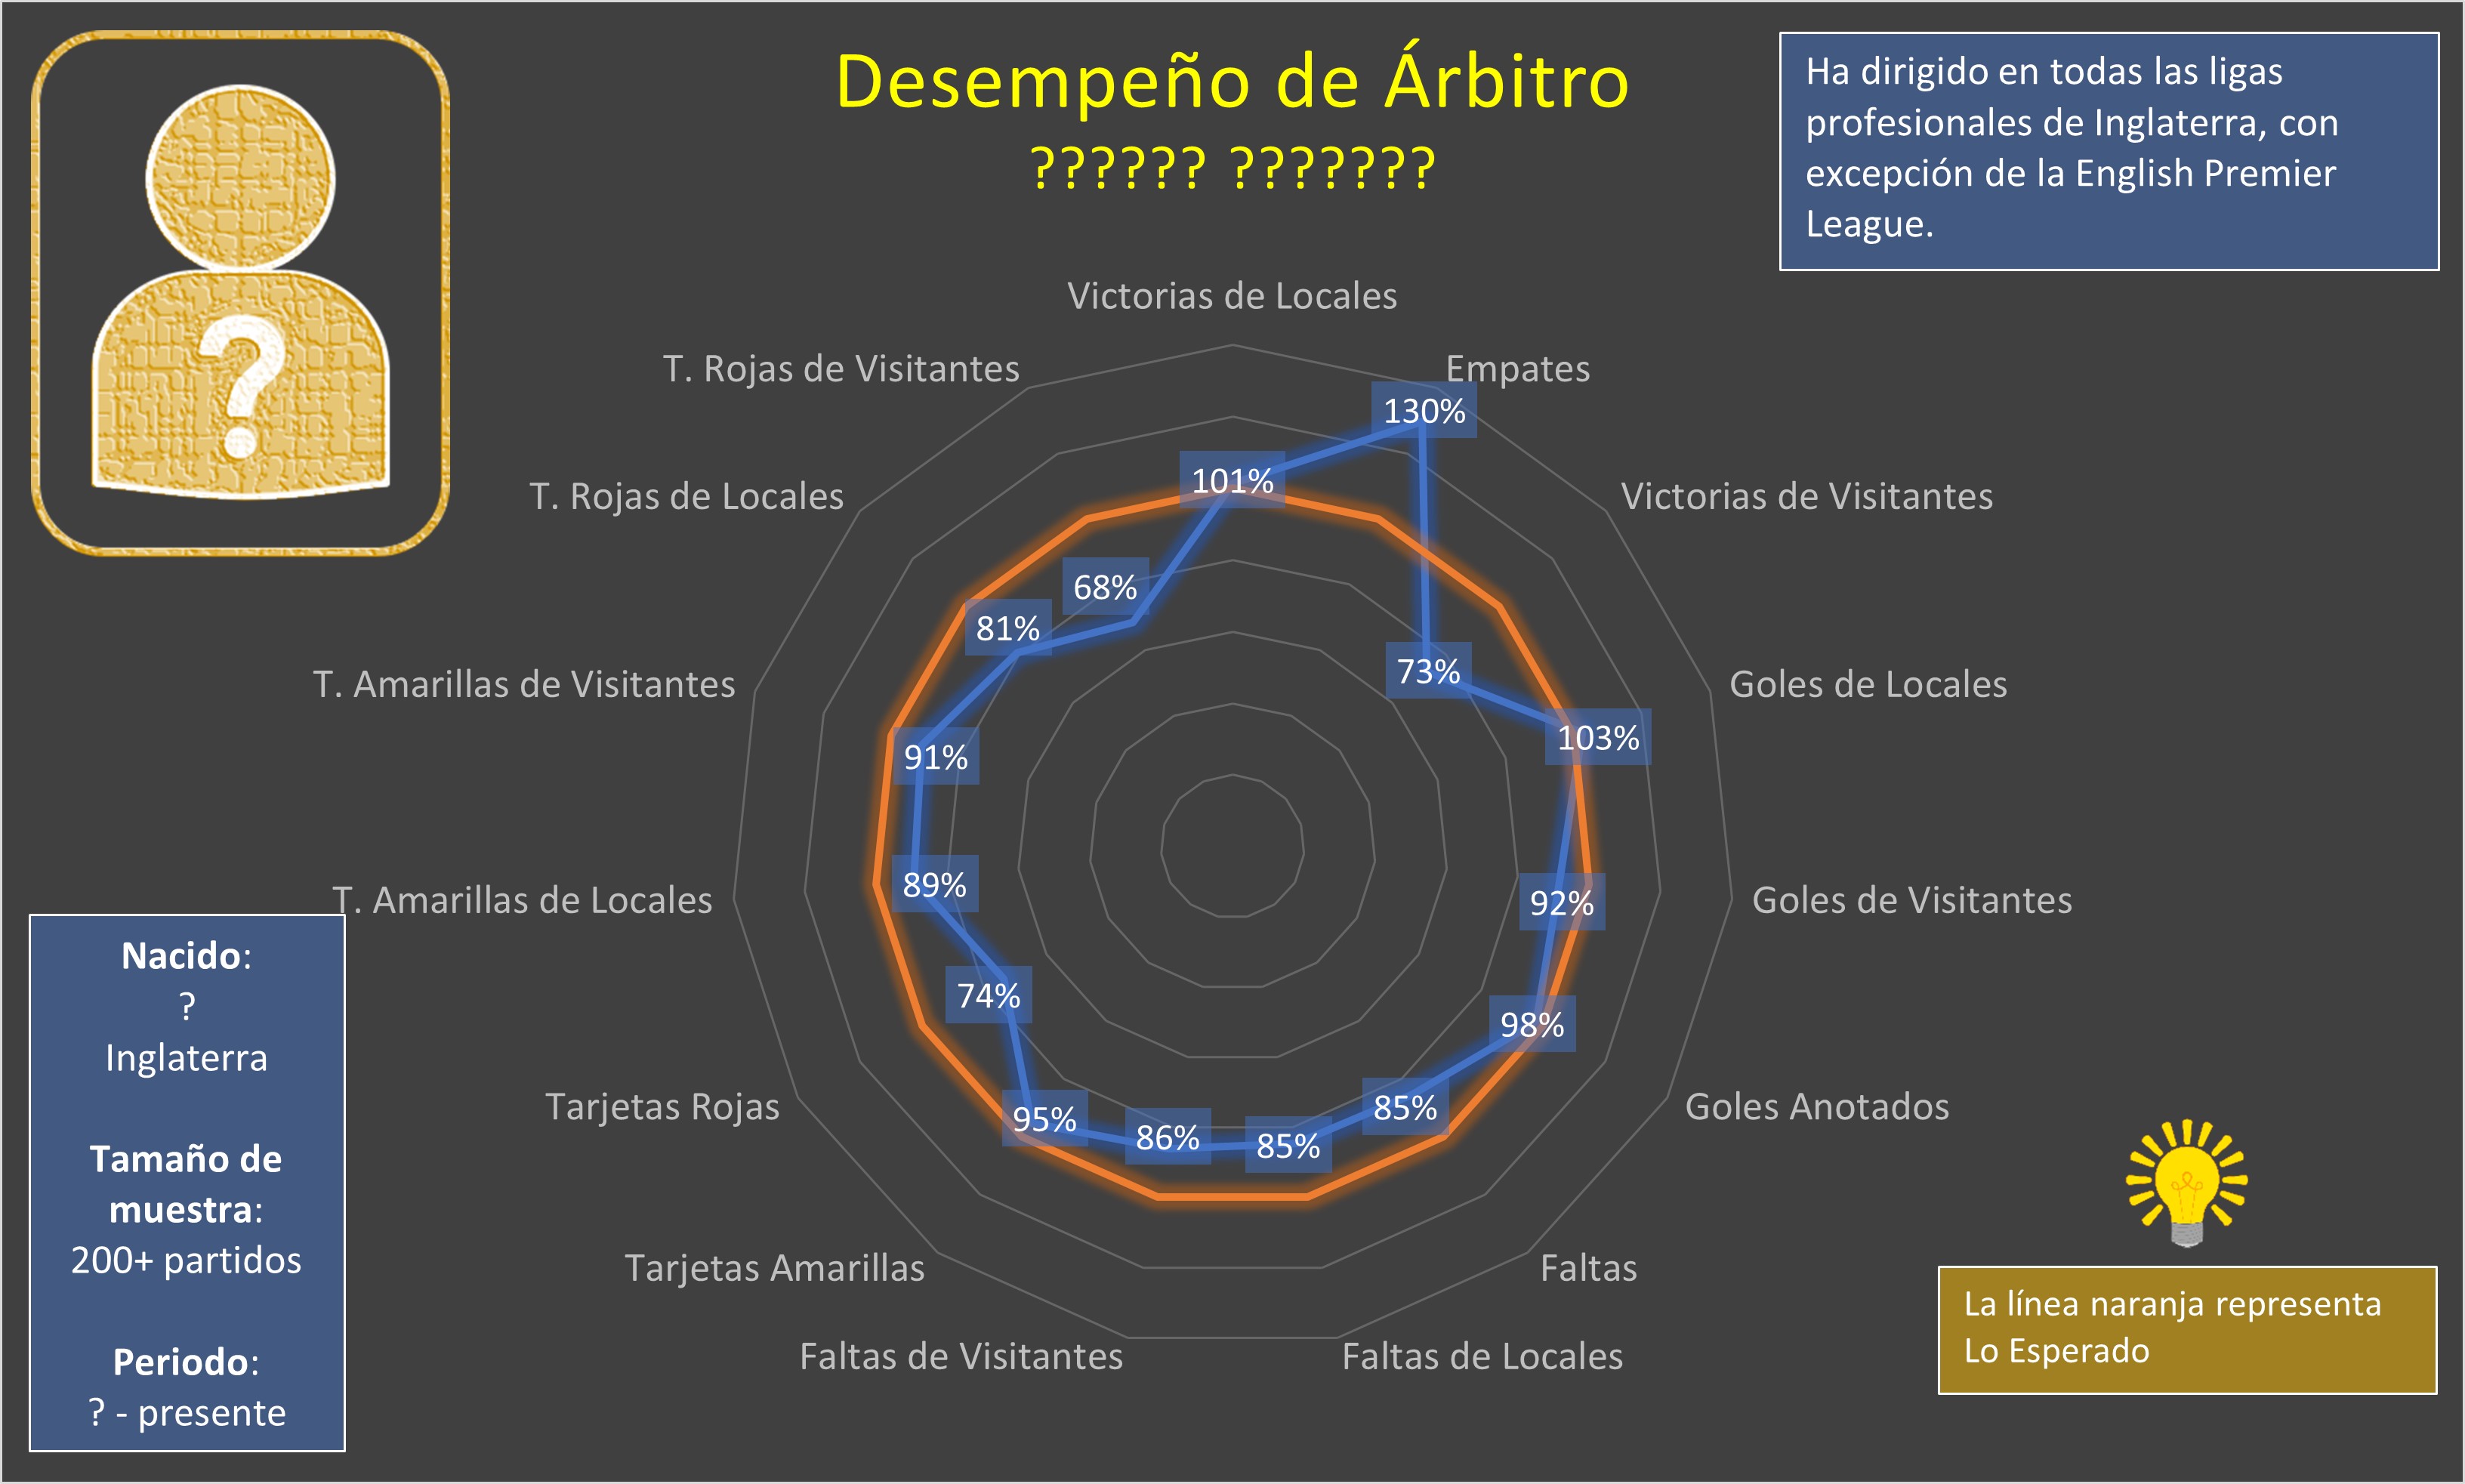 Desempeño de Árbitro
?????? ???????
Ha dirigido en todas las ligas
profesionales de Inglaterra, con
excepción de la English Premier
League.
?
Victorias de Locales
T. Rojas de Visitantes
Empates
130%
101%
T. Rojas de Locales
Victorias de Visitantes
68%
81%
73%
T. Amarillas de Visitantes
Goles de Locales
103%
91%
89%
92%
T. Amarillas de Locales
Goles de Visitantes
74%
98%
95%
86%
85%
85%
Tarjetas Rojas
Goles Anotados
Tarjetas Amarillas
Faltas
Faltas de Visitantes
Faltas de Locales
Nacido:
?
Inglaterra
Tamaño de
muestra:
200+ partidos
Periodo:
? - presente
La línea naranja representa
Lo Esperado